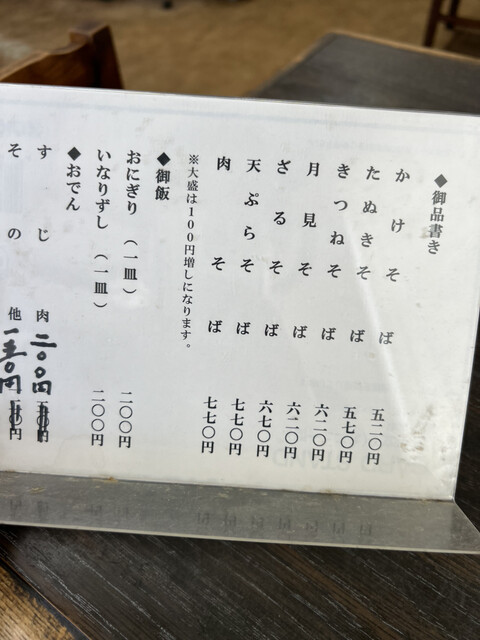 ◆御品書き
かけそば 五二〇円
たぬきそば 五七〇円
きつねそば 六二〇円
月見そば 六二〇円
ざるそば 六七〇円
天ぷらそば 七七〇円
肉そば 七七〇円
※大盛は100円増しになります。
◆御飯
おにぎり（一皿） 二〇〇円
いなりずし（一皿） 二〇〇円
◆おでん
すじ肉 二〇〇円
その他 一五〇円